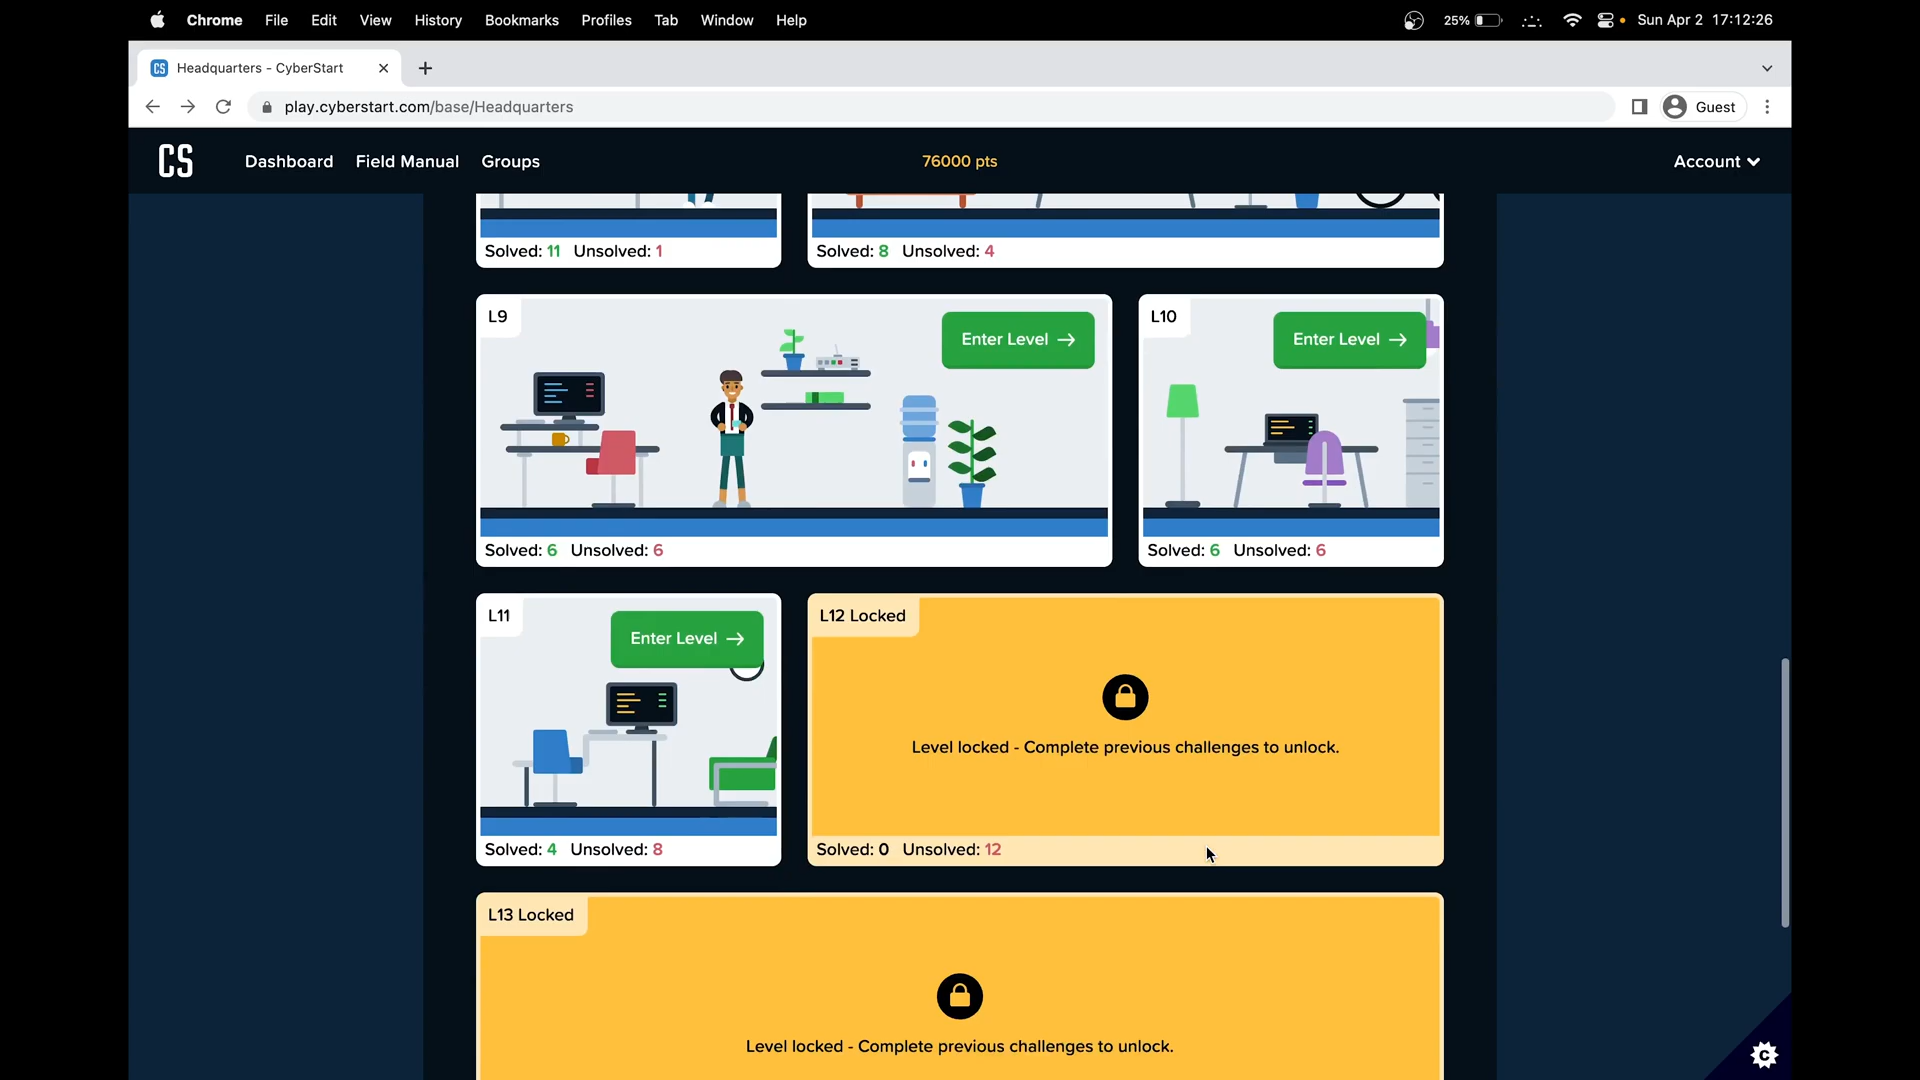 Chrome File Edit View History Bookmarks Profiles Tab Window Help 25% Sun Apr 2 17:12:26
CS Headquarters - CyberStart
play.cyberstart.com/base/Headquarters Guest
CS Dashboard Field Manual Groups 76000 pts Account
Solved: 11 Unsolved: 1
Solved: 8 Unsolved: 4
L9
Enter Level →
Solved: 6 Unsolved: 6
L10
Enter Level →
Solved: 6 Unsolved: 6
L11
Enter Level →
Solved: 4 Unsolved: 8
L12 Locked
Level locked - Complete previous challenges to unlock.
Solved: 0 Unsolved: 12
L13 Locked
Level locked - Complete previous challenges to unlock.
C